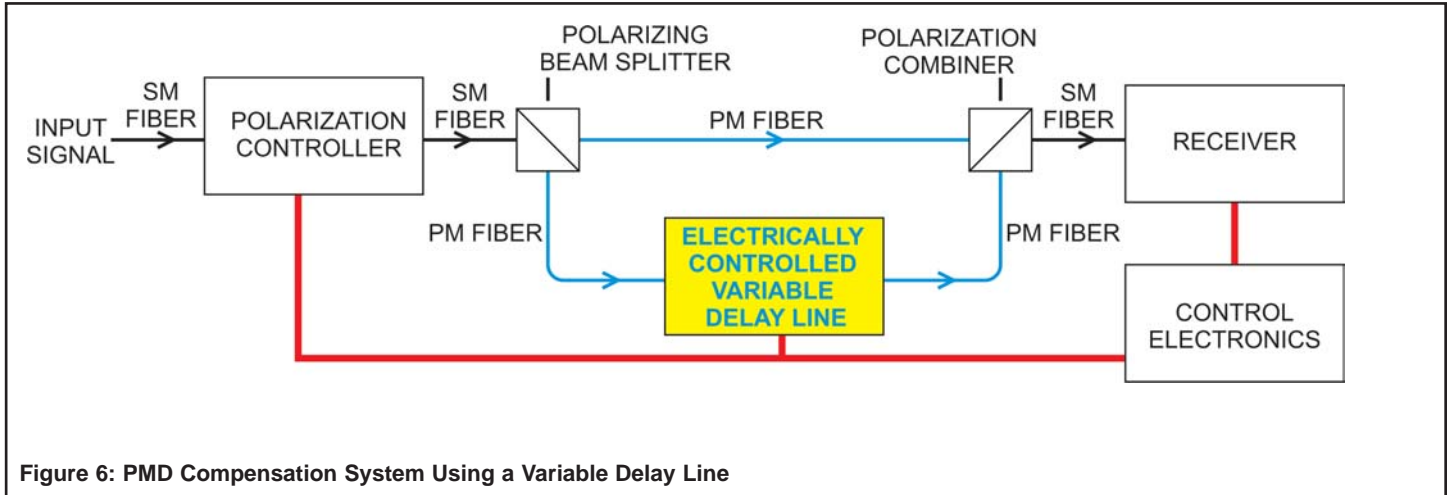 POLARIZING
BEAM SPLITTER
POLARIZATION
COMBINER
SM
FIBER
INPUT
SIGNAL
POLARIZATION
CONTROLLER
SM
FIBER
PM FIBER
SM
FIBER
RECEIVER
PM FIBER
ELECTRICALLY
CONTROLLED
VARIABLE
DELAY LINE
PM FIBER
CONTROL
ELECTRONICS
Figure 6: PMD Compensation System Using a Variable Delay Line